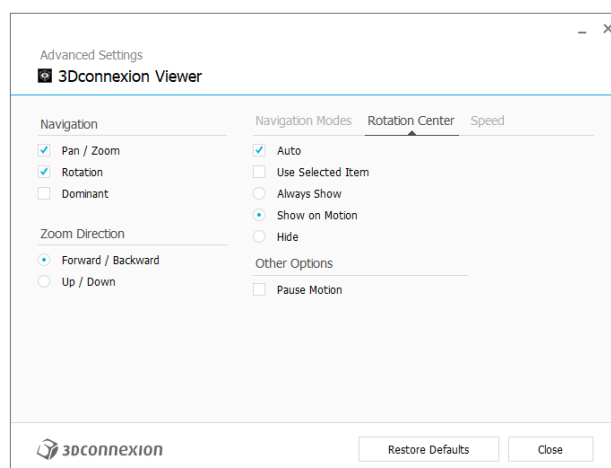 Advanced Settings
3Dconnexion Viewer
Navigation
Pan / Zoom
Rotation
Dominant
Zoom Direction
Forward / Backward
Up / Down
Navigation Modes Rotation Center Speed
Auto
Use Selected Item
Always Show
Show on Motion
Hide
Other Options
Pause Motion
3Dconnexion
Restore Defaults Close